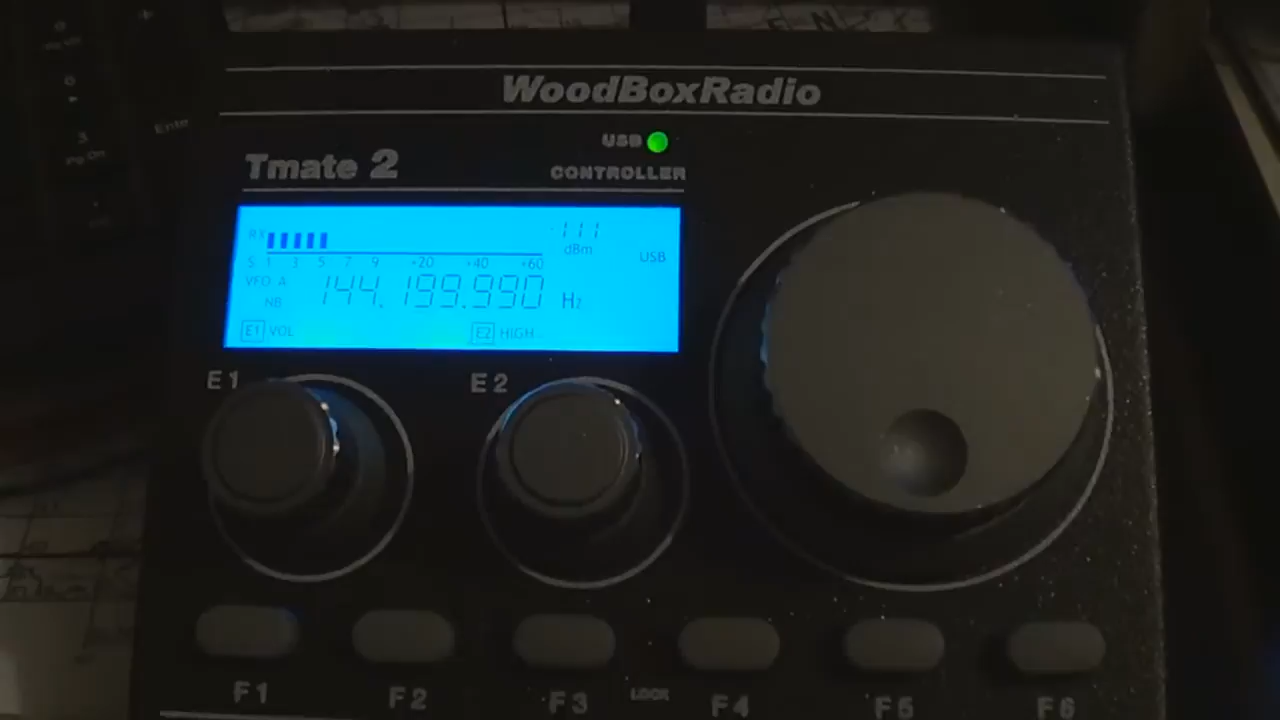 WoodBoxRadio
USB
Tmate 2
CONTROLLER
-111
dBm
USB
S 1 3 5 7 9 +20 +40 +60
VFO A
144.199.990 Hz
NB
E1 VOL
E2 HIGH
E1
E2
Enter
F1
F2
F3
LOCK
F4
F5
F6